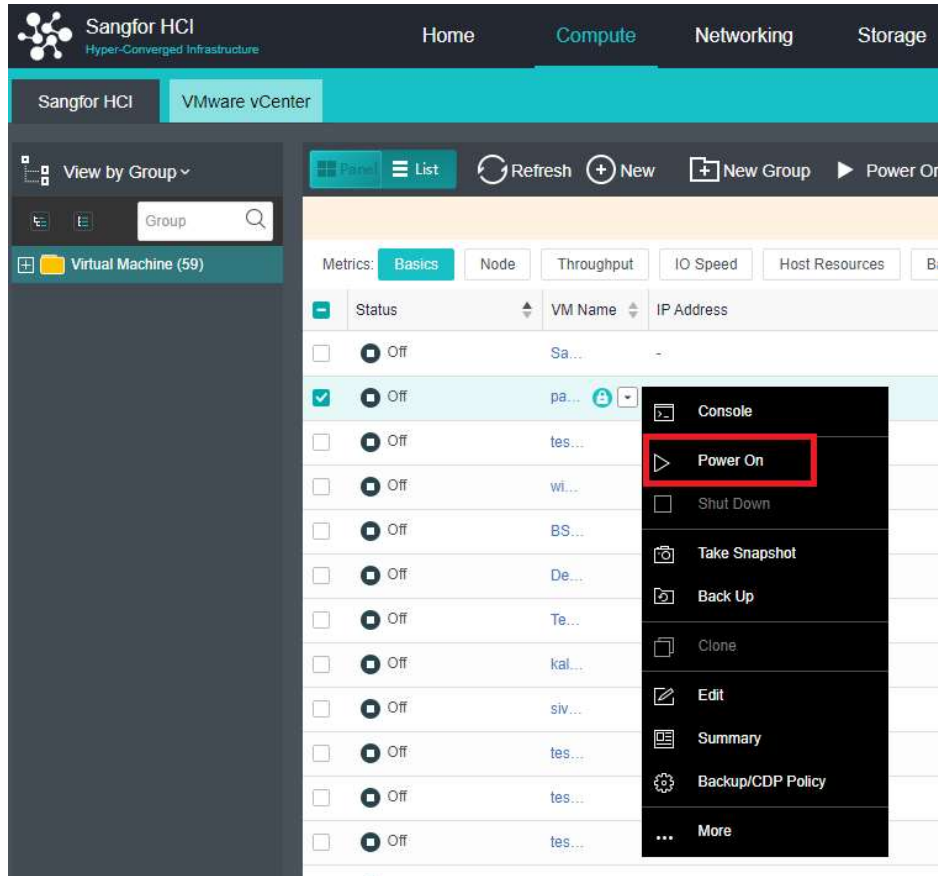 Sangfor HCI
Hyper-Converged Infrastructure
Home Compute Networking Storage
Sangfor HCI VMware vCenter
View by Group
Panel List Refresh New New Group Power On
Group
Virtual Machine (59)
Metrics: Basics Node Throughput IO Speed Host Resources
Status VM Name IP Address
Off Sa... -
Off pa...
Off tes...
Off wi...
Off BS...
Off De...
Off Te...
Off kal...
Off siv...
Off tes...
Off tes...
Off tes...
Console
Power On
Shut Down
Take Snapshot
Back Up
Clone
Edit
Summary
Backup/CDP Policy
More